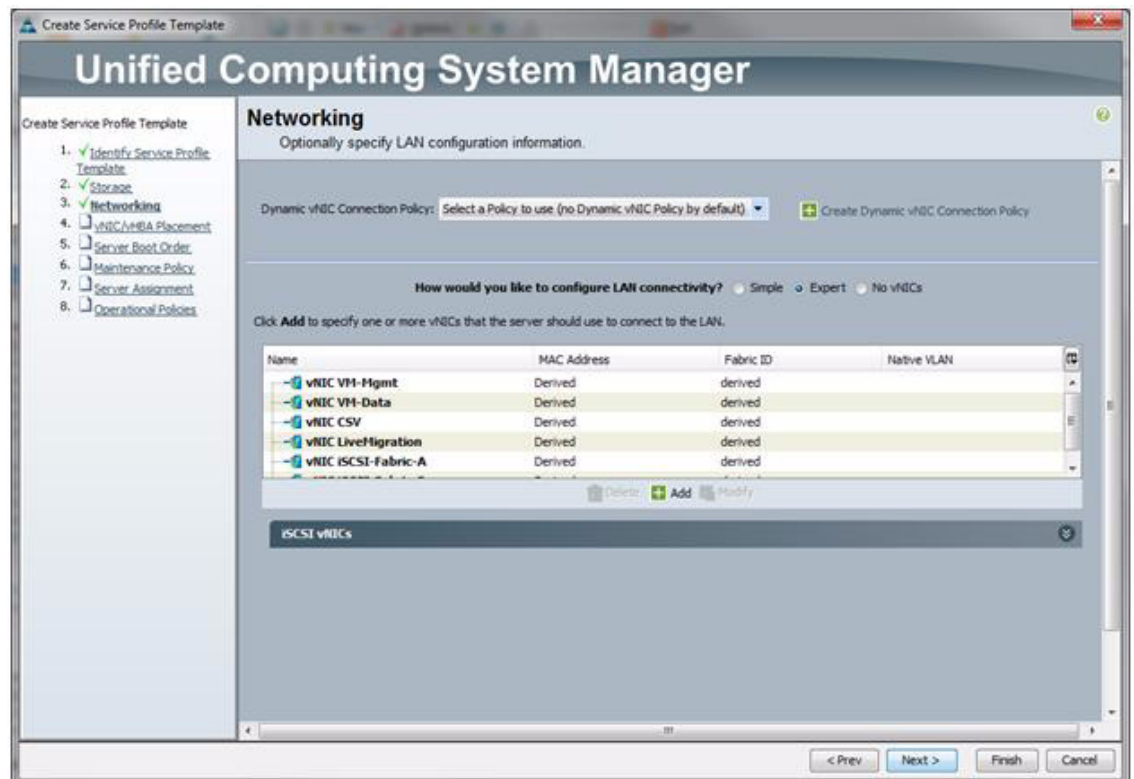 Create Service Profile Template
Unified Computing System Manager
Create Service Profile Template
1. Identify Service Profile
Template
2. Storage
3. Networking
4. vNIC/vHBA Placement
5. Server Boot Order
6. Maintenance Policy
7. Server Assignment
8. Operational Policies
Networking
Optionally specify LAN configuration information.
Dynamic vNIC Connection Policy: Select a Policy to use (no Dynamic vNIC Policy by default) Create Dynamic vNIC Connection Policy
How would you like to configure LAN connectivity? Simple Expert No vNICs
Click Add to specify one or more vNICs that the server should use to connect to the LAN.
Name MAC Address Fabric ID Native VLAN
vNIC VM-Mgmt Derived derived
vNIC VM-Data Derived derived
vNIC CSV Derived derived
vNIC LiveMigration Derived derived
vNIC iSCSI-Fabric-A Derived derived
Delete Add Modify
iSCSI vNICs
< Prev Next > Finish Cancel